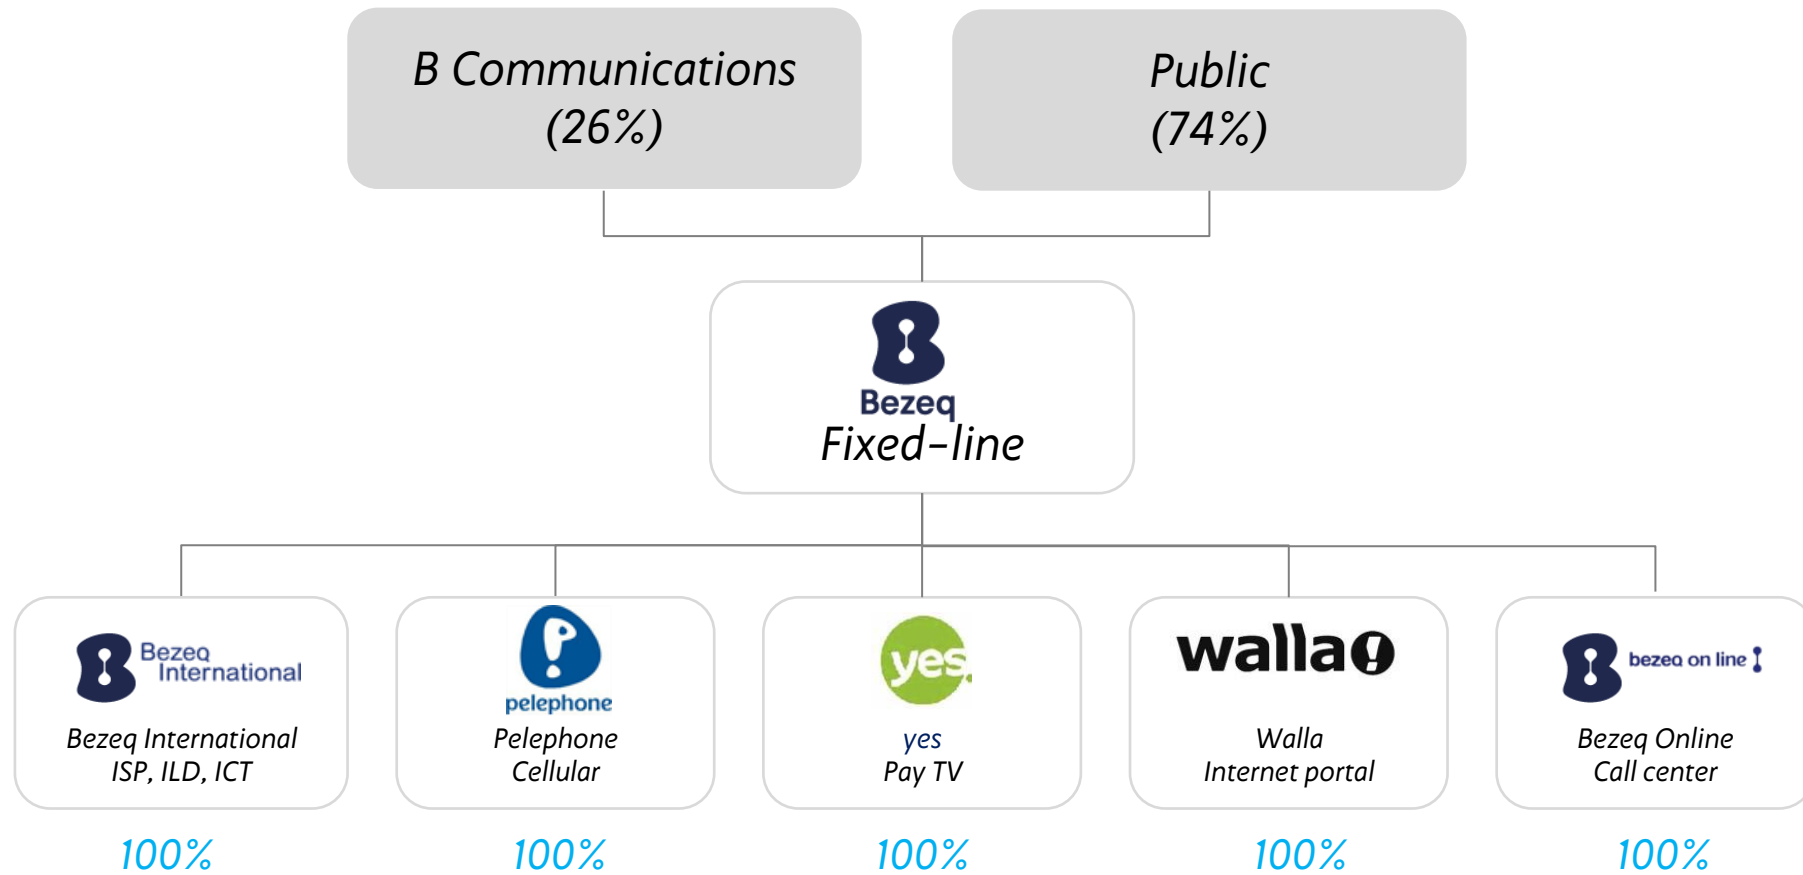 B Communications
(26%)
Public
(74%)
Bezeq
Fixed-line
Bezeq
International
Bezeq International
ISP, ILD, ICT
100%
pelephone
Pelephone
Cellular
100%
yes.
yes
Pay TV
100%
walla!
Walla
Internet portal
100%
bezeq on line
Bezeq Online
Call center
100%